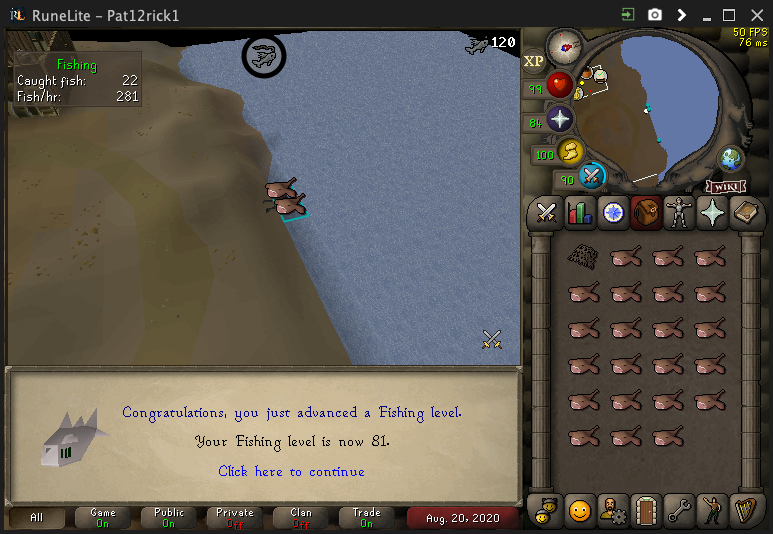 RuneLite - Pat12rick1
50 FPS
76 ms
Fishing
Caught fish: 22
Fish/hr: 281
120
XP
99
84
100
90
WIKI
Congratulations, you just advanced a Fishing level.
Your Fishing level is now 81.
Click here to continue
All
Game
On
Public
On
Private
Off
Clan
Off
Trade
On
Aug. 20, 2020